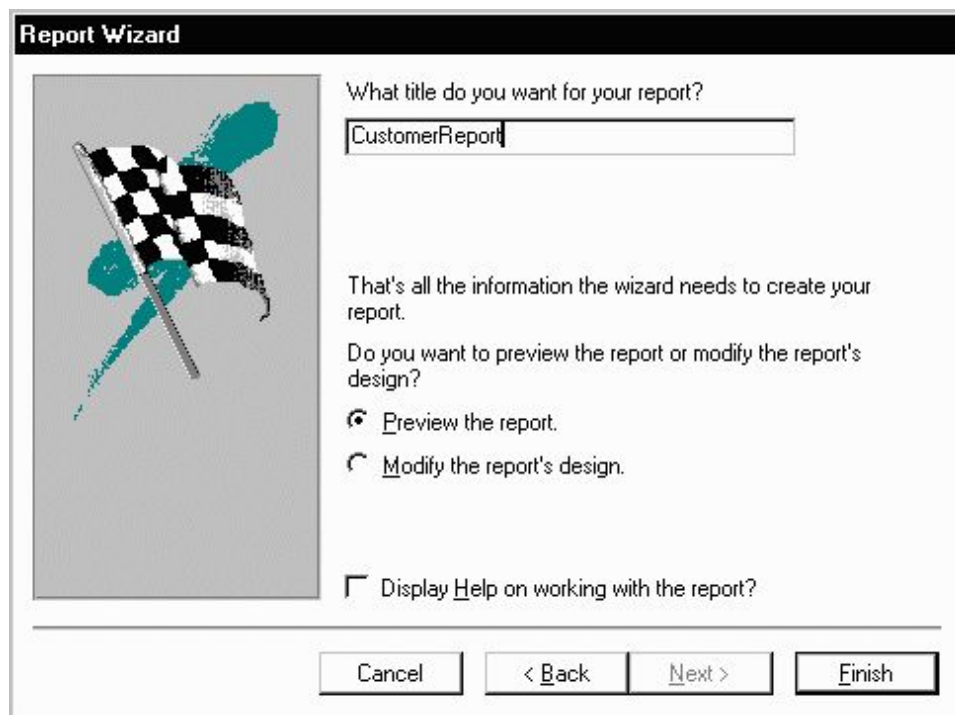 Report Wizard
What title do you want for your report?
CustomerReport
That's all the information the wizard needs to create your
report.
Do you want to preview the report or modify the report's
design?
Preview the report.
Modify the report's design.
Display Help on working with the report?
Cancel
< Back
Next >
Finish